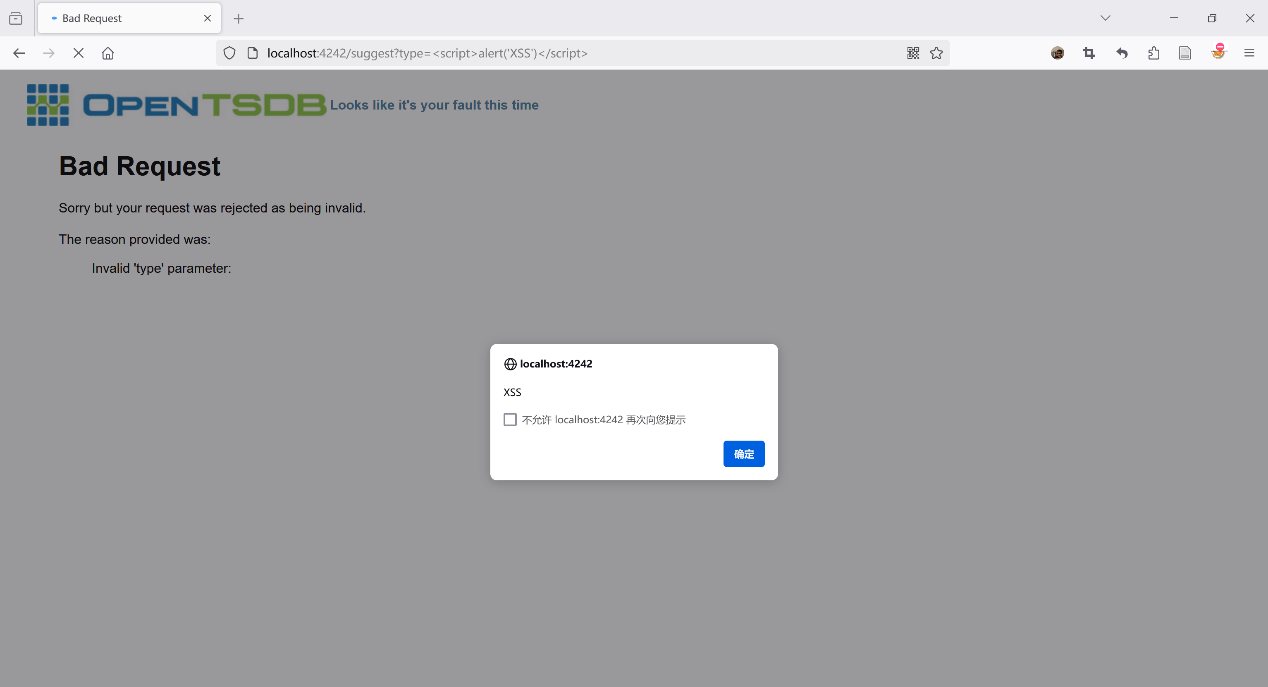 Bad Request
localhost:4242/suggest?type=<script>alert('XSS')</script>
OPENTSDB Looks like it's your fault this time
Bad Request
Sorry but your request was rejected as being invalid.
The reason provided was:
Invalid 'type' parameter:
localhost:4242
XSS
不允许 localhost:4242 再次向您提示
确定